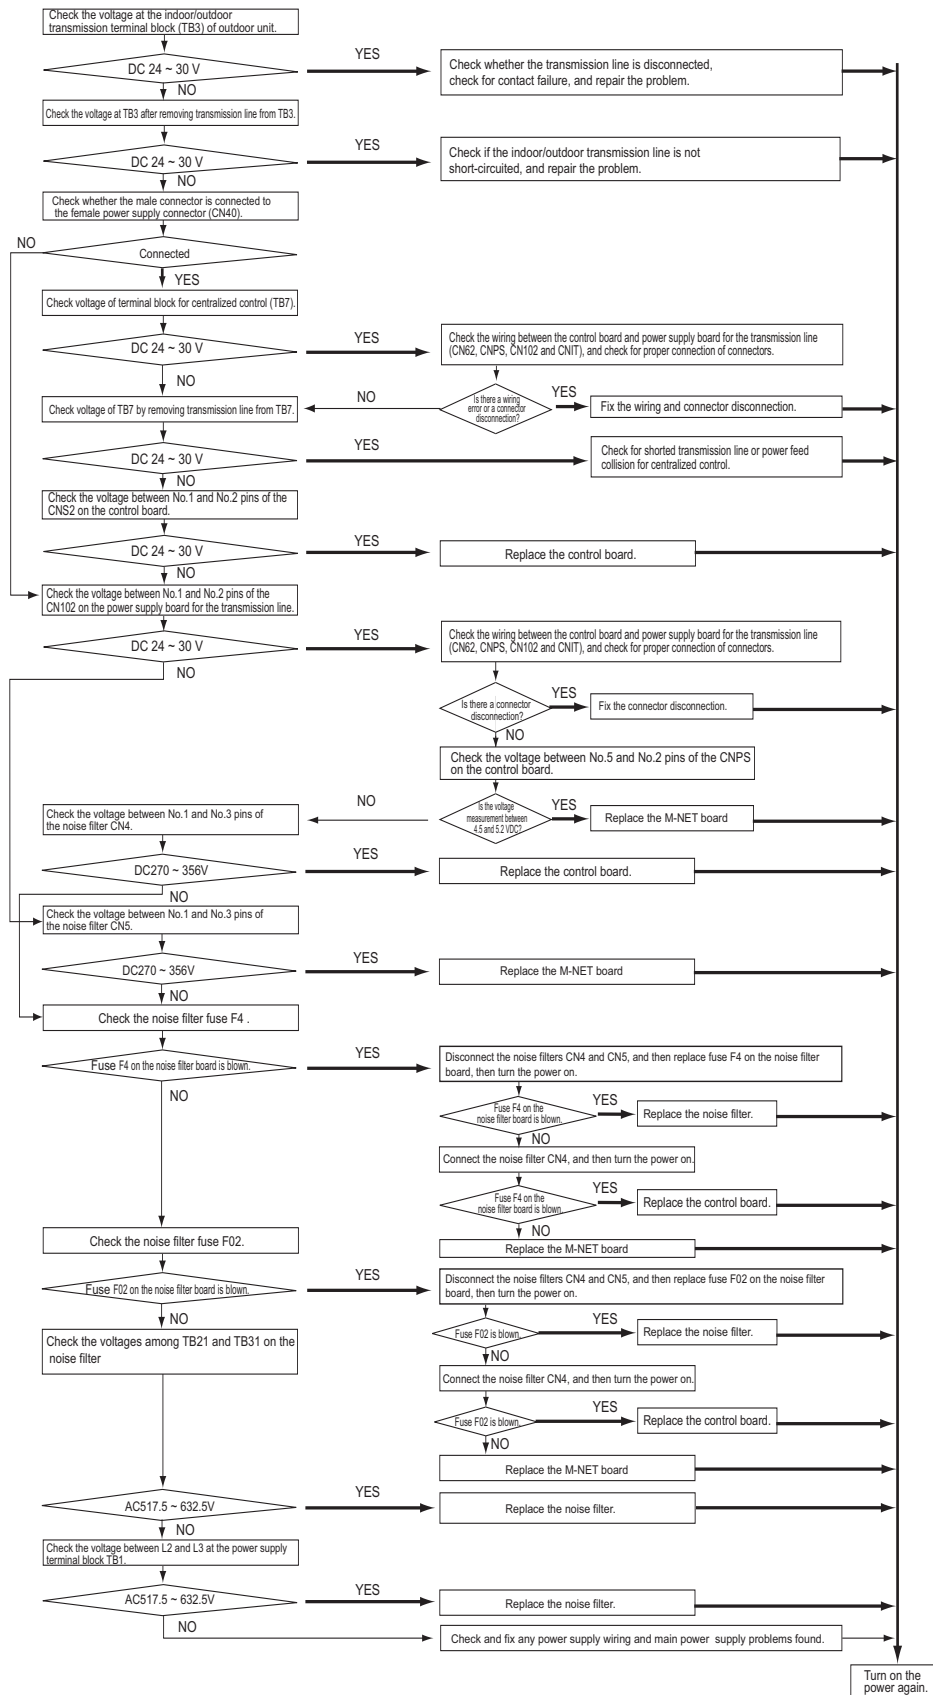 Check the voltage at the indoor/outdoor
transmission terminal block (TB3) of outdoor unit.
DC 24 ~ 30 V
YES
Check whether the transmission line is disconnected,
check for contact failure, and repair the problem.
NO
Check the voltage at TB3 after removing transmission line from TB3.
DC 24 ~ 30 V
YES
Check if the indoor/outdoor transmission line is not
short-circuited, and repair the problem.
NO
Check whether the male connector is connected to
the female power supply connector (CN40).
NO
Connected
YES
Check voltage of terminal block for centralized control (TB7).
DC 24 ~ 30 V
YES
Check the wiring between the control board and power supply board for the transmission line
(CN62, CNPS, CN102 and CNIT), and check for proper connection of connectors.
NO
Check voltage of TB7 by removing transmission line from TB7.
NO
Is there a wiring
error or a connector
disconnection?
YES
Fix the wiring and connector disconnection.
DC 24 ~ 30 V
YES
Check for shorted transmission line or power feed
collision for centralized control.
NO
Check the voltage between No.1 and No.2 pins of the
CNS2 on the control board.
DC 24 ~ 30 V
YES
Replace the control board.
NO
Check the voltage between No.1 and No.2 pins of the
CN102 on the power supply board for the transmission line.
DC 24 ~ 30 V
YES
Check the wiring between the control board and power supply board for the transmission line
(CN62, CNPS, CN102 and CNIT), and check for proper connection of connectors.
NO
Is there a connector
disconnection?
YES
Fix the connector disconnection.
NO
Check the voltage between No.5 and No.2 pins of the CNPS
on the control board.
Check the voltage between No.1 and No.3 pins of
the noise filter CN4.
NO
Is the voltage
measurement between
4.5 and 5.2 VDC?
YES
Replace the M-NET board
DC270 ~ 356V
YES
Replace the control board.
NO
Check the voltage between No.1 and No.3 pins of
the noise filter CN5.
DC270 ~ 356V
YES
Replace the M-NET board
NO
Check the noise filter fuse F4 .
Fuse F4 on the noise filter board is blown.
YES
Disconnect the noise filters CN4 and CN5, and then replace fuse F4 on the noise filter
board, then turn the power on.
NO
Fuse F4 on the
noise filter board is blown.
YES
Replace the noise filter.
NO
Connect the noise filter CN4, and then turn the power on.
Fuse F4 on the
noise filter board is blown.
YES
Replace the control board.
NO
Replace the M-NET board
Check the noise filter fuse F02.
Fuse F02 on the noise filter board is blown.
YES
Disconnect the noise filters CN4 and CN5, and then replace fuse F02 on the noise filter
board, then turn the power on.
NO
Check the voltages among TB21 and TB31 on the
noise filter
Fuse F02 is blown.
YES
Replace the noise filter.
NO
Connect the noise filter CN4, and then turn the power on.
Fuse F02 is blown.
YES
Replace the control board.
NO
Replace the M-NET board
AC517.5 ~ 632.5V
YES
Replace the noise filter.
NO
Check the voltage between L2 and L3 at the power supply
terminal block TB1.
AC517.5 ~ 632.5V
YES
Replace the noise filter.
NO
Check and fix any power supply wiring and main power supply problems found.
Turn on the
power again.